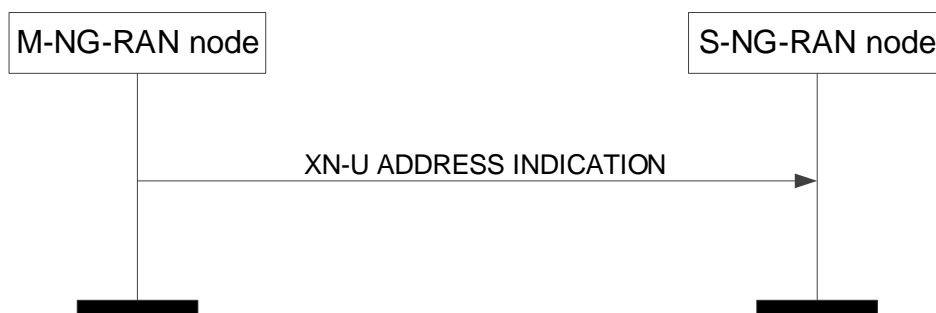 M-NG-RAN node
S-NG-RAN node
XN-U ADDRESS INDICATION